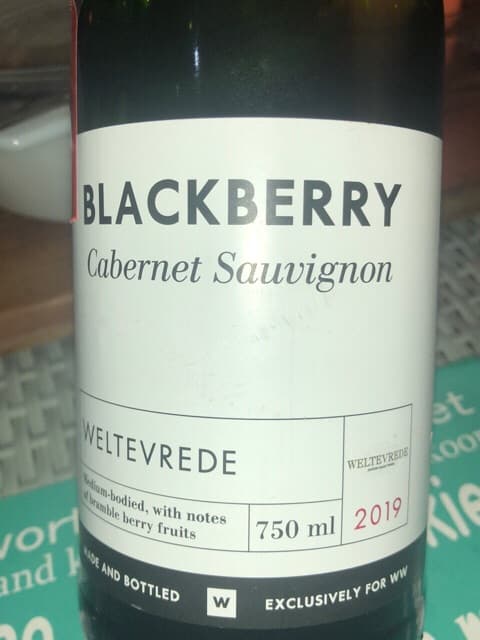 BLACKBERRY
Cabernet Sauvignon
WELTEVREDE
Medium-bodied, with notes
of bramble berry fruits
750 ml
WELTEVREDE
2019
MADE AND BOTTLED
W
EXCLUSIVELY FOR WW
and